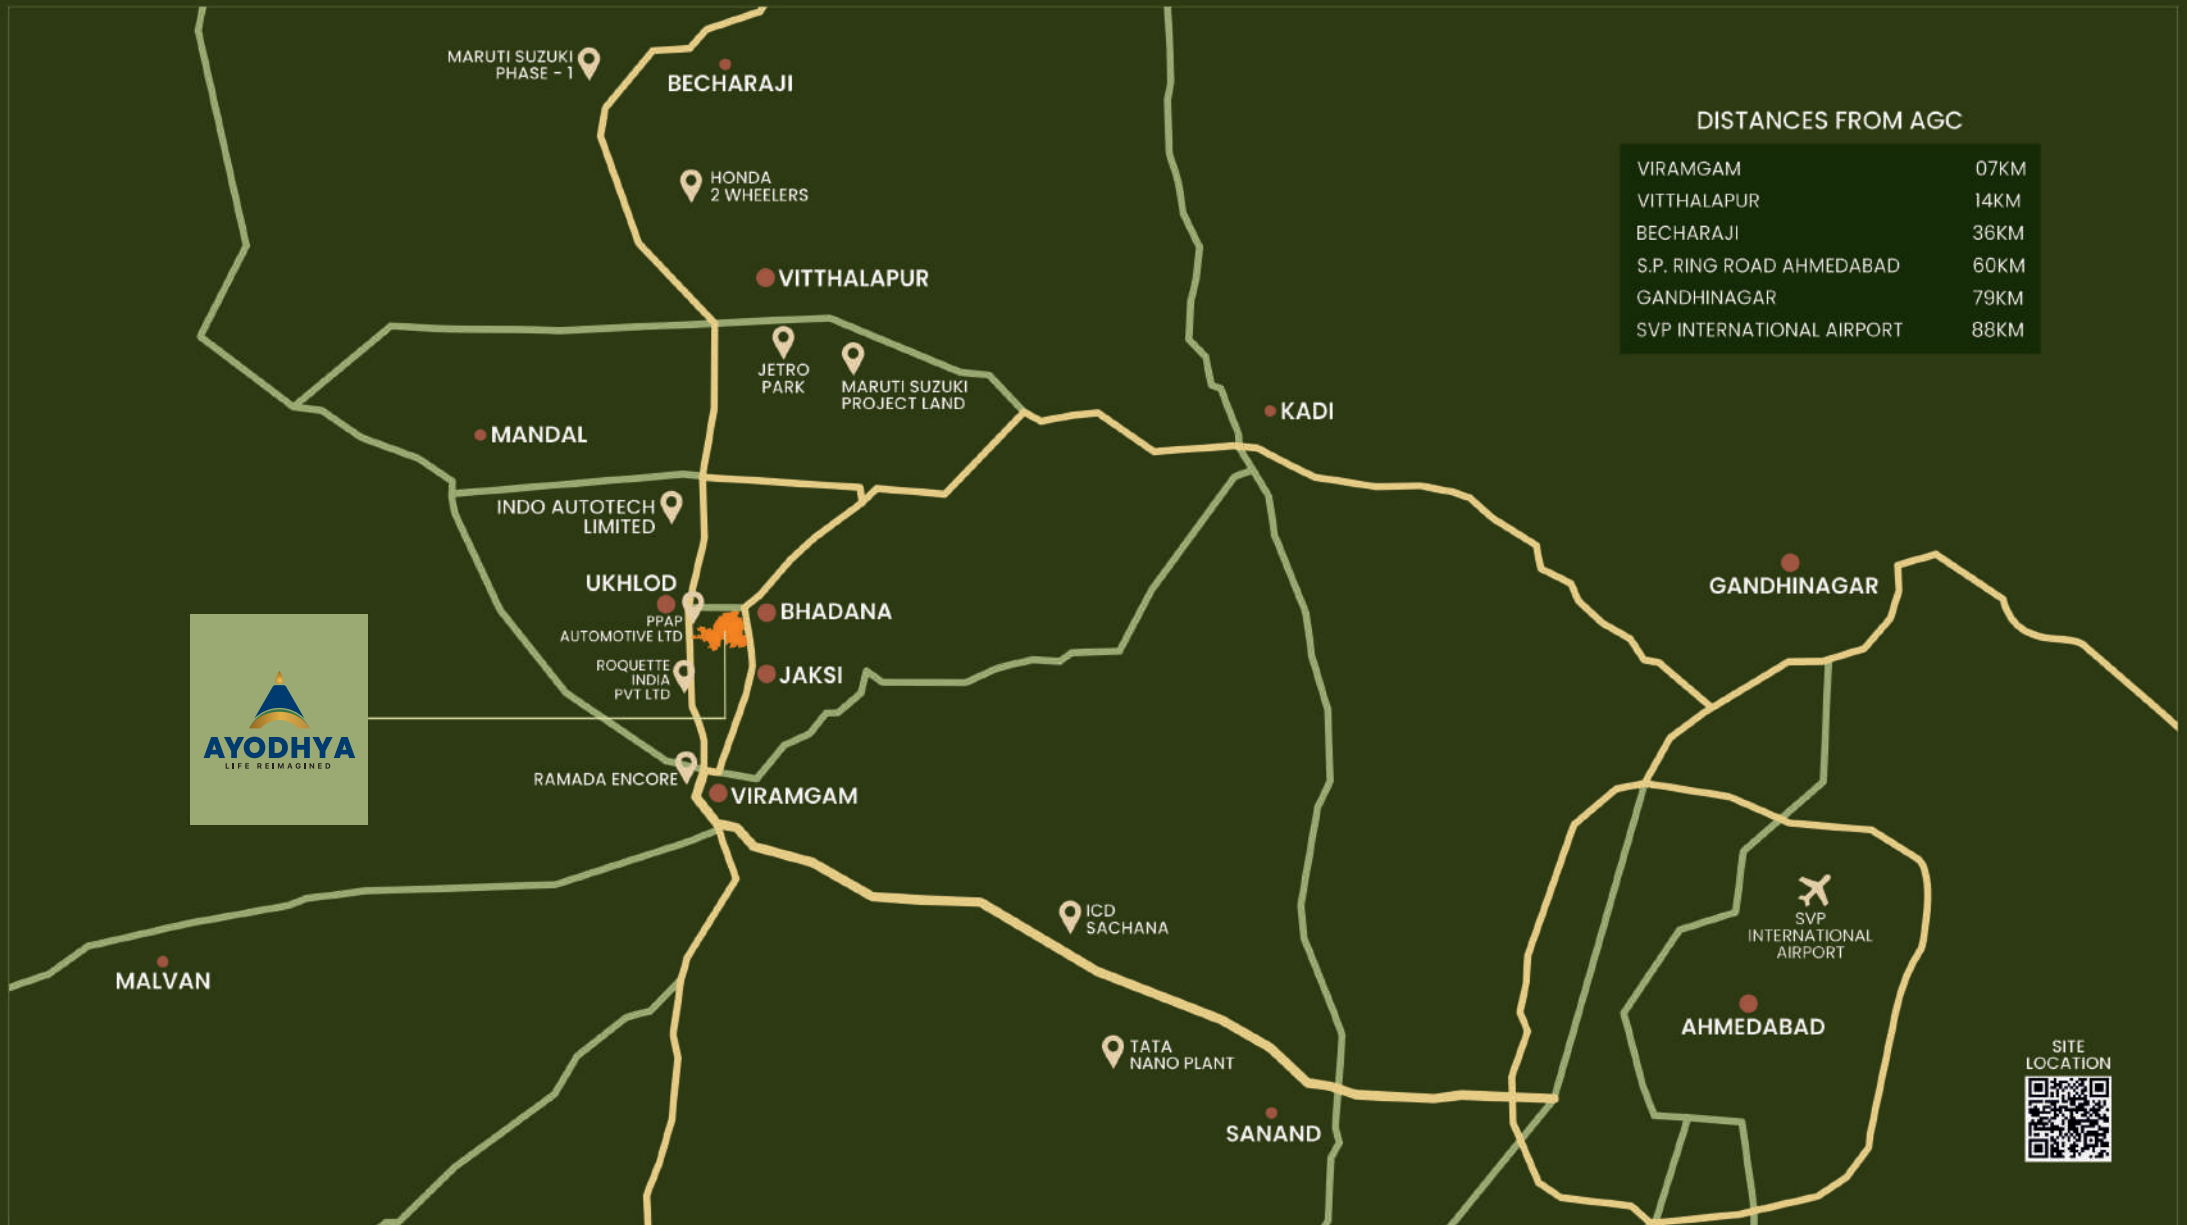 MARUTI SUZUKI
PHASE - 1
BECHARAJI
HONDA
2 WHEELERS
VITTHALAPUR
JETRO
PARK
MARUTI SUZUKI
PROJECT LAND
KADI
MANDAL
INDO AUTOTECH
LIMITED
UKHLOD
PPAP
AUTOMOTIVE LTD
BHADANA
ROQUETTE
INDIA
PVT LTD
JAKSI
AYODHYA
LIFE REIMAGINED
RAMADA ENCORE
VIRAMGAM
MALVAN
ICD
SACHANA
TATA
NANO PLANT
SANAND
DISTANCES FROM AGC
VIRAMGAM 07KM
VITTHALAPUR 14KM
BECHARAJI 36KM
S.P. RING ROAD AHMEDABAD 60KM
GANDHINAGAR 79KM
SVP INTERNATIONAL AIRPORT 88KM
GANDHINAGAR
SVP
INTERNATIONAL
AIRPORT
AHMEDABAD
SITE
LOCATION